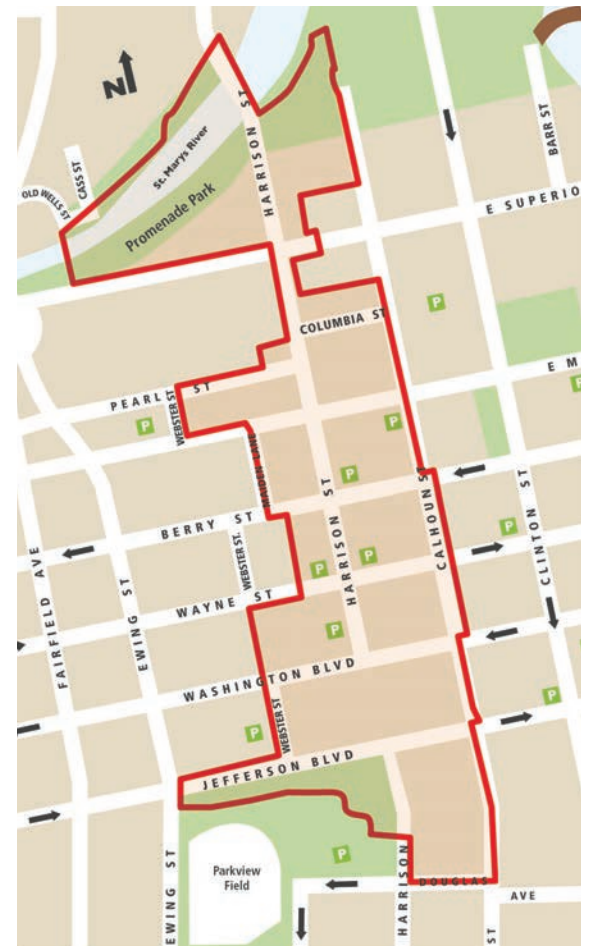 N
HARRISON ST
St. Marys River
CASS ST
OLD WELLS ST
Promenade Park
BARR ST
E SUPERIO
P
COLUMBIA ST
E M
P
PEARL ST
WEBSTER ST
P
P
MAIDEN LANE
P
HARRISON ST
CALHOUN ST
CLINTON ST
BERRY ST
P
WEBSTER ST.
P
P
FAIRFIELD AVE
EWING ST
WAYNE ST
P
WASHINGTON BLVD
P
WEBSTER ST
P
JEFFERSON BLVD
P
Parkview
Field
HARRISON
DOUGLAS
AVE
EWING ST
ST